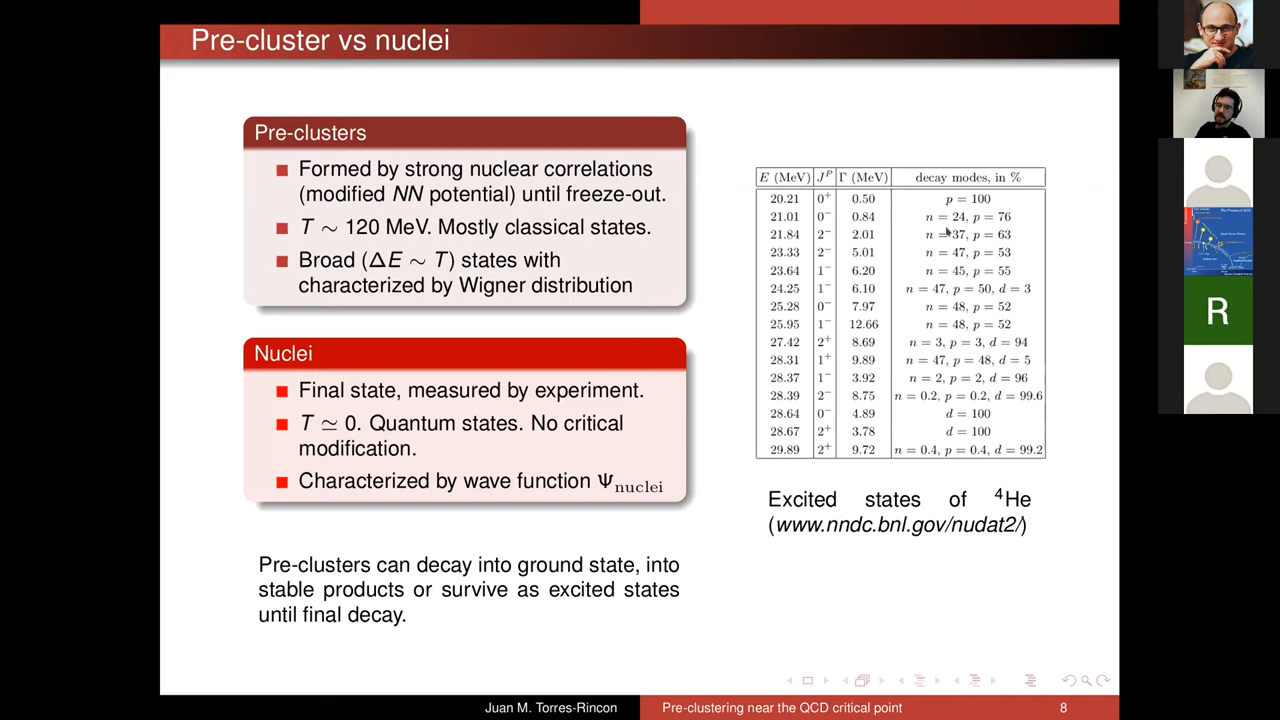 Pre-cluster vs nuclei
Pre-clusters
Formed by strong nuclear correlations
(modified NN potential) until freeze-out.
T ∼ 120 MeV. Mostly classical states.
Broad (ΔE ∼ T) states with
characterized by Wigner distribution
Nuclei
Final state, measured by experiment.
T ≃ 0. Quantum states. No critical
modification.
Characterized by wave function Ψnuclei
Pre-clusters can decay into ground state, into
stable products or survive as excited states
until final decay.
E (MeV) J^P Γ (MeV) decay modes, in %
20.21 0⁺ 0.50 p = 100
21.01 0⁻ 0.84 n = 24, p = 76
21.84 2⁻ 2.01 n = 37, p = 63
23.33 2⁻ 5.01 n = 47, p = 53
23.64 1⁻ 6.20 n = 45, p = 55
24.25 1⁻ 6.10 n = 47, p = 50, d = 3
25.28 0⁻ 7.97 n = 48, p = 52
25.95 1⁻ 12.66 n = 48, p = 52
27.42 2⁺ 8.69 n = 3, p = 3, d = 94
28.31 1⁺ 9.89 n = 47, p = 48, d = 5
28.37 1⁻ 3.92 n = 2, p = 2, d = 96
28.39 2⁻ 8.75 n = 0.2, p = 0.2, d = 99.6
28.64 0⁻ 4.89 d = 100
28.67 2⁺ 3.78 d = 100
29.89 2⁺ 9.72 n = 0.4, p = 0.4, d = 99.2
Excited states of ⁴He
(www.nndc.bnl.gov/nudat2/)
R
Juan M. Torres-Rincon Pre-clustering near the QCD critical point 8